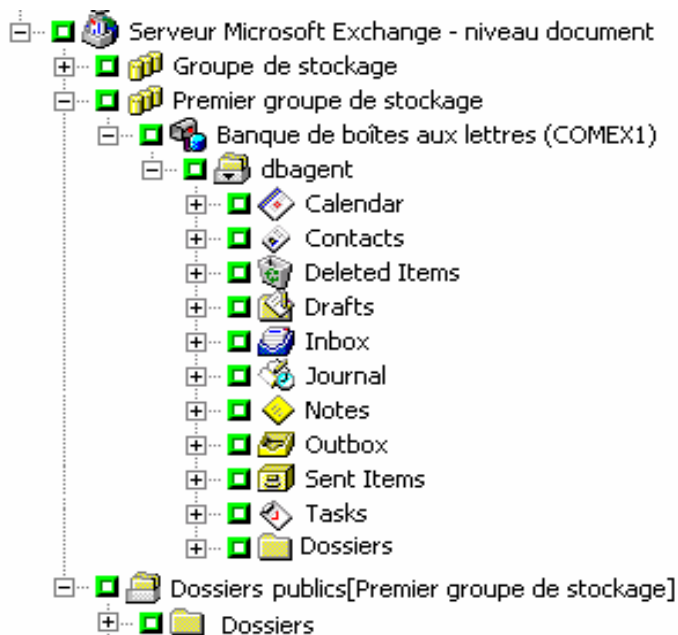 Serveur Microsoft Exchange - niveau document
Groupe de stockage
Premier groupe de stockage
Banque de boîtes aux lettres (COMEX1)
dbagent
Calendar
Contacts
Deleted Items
Drafts
Inbox
Journal
Notes
Outbox
Sent Items
Tasks
Dossiers
Dossiers publics[Premier groupe de stockage]
Dossiers